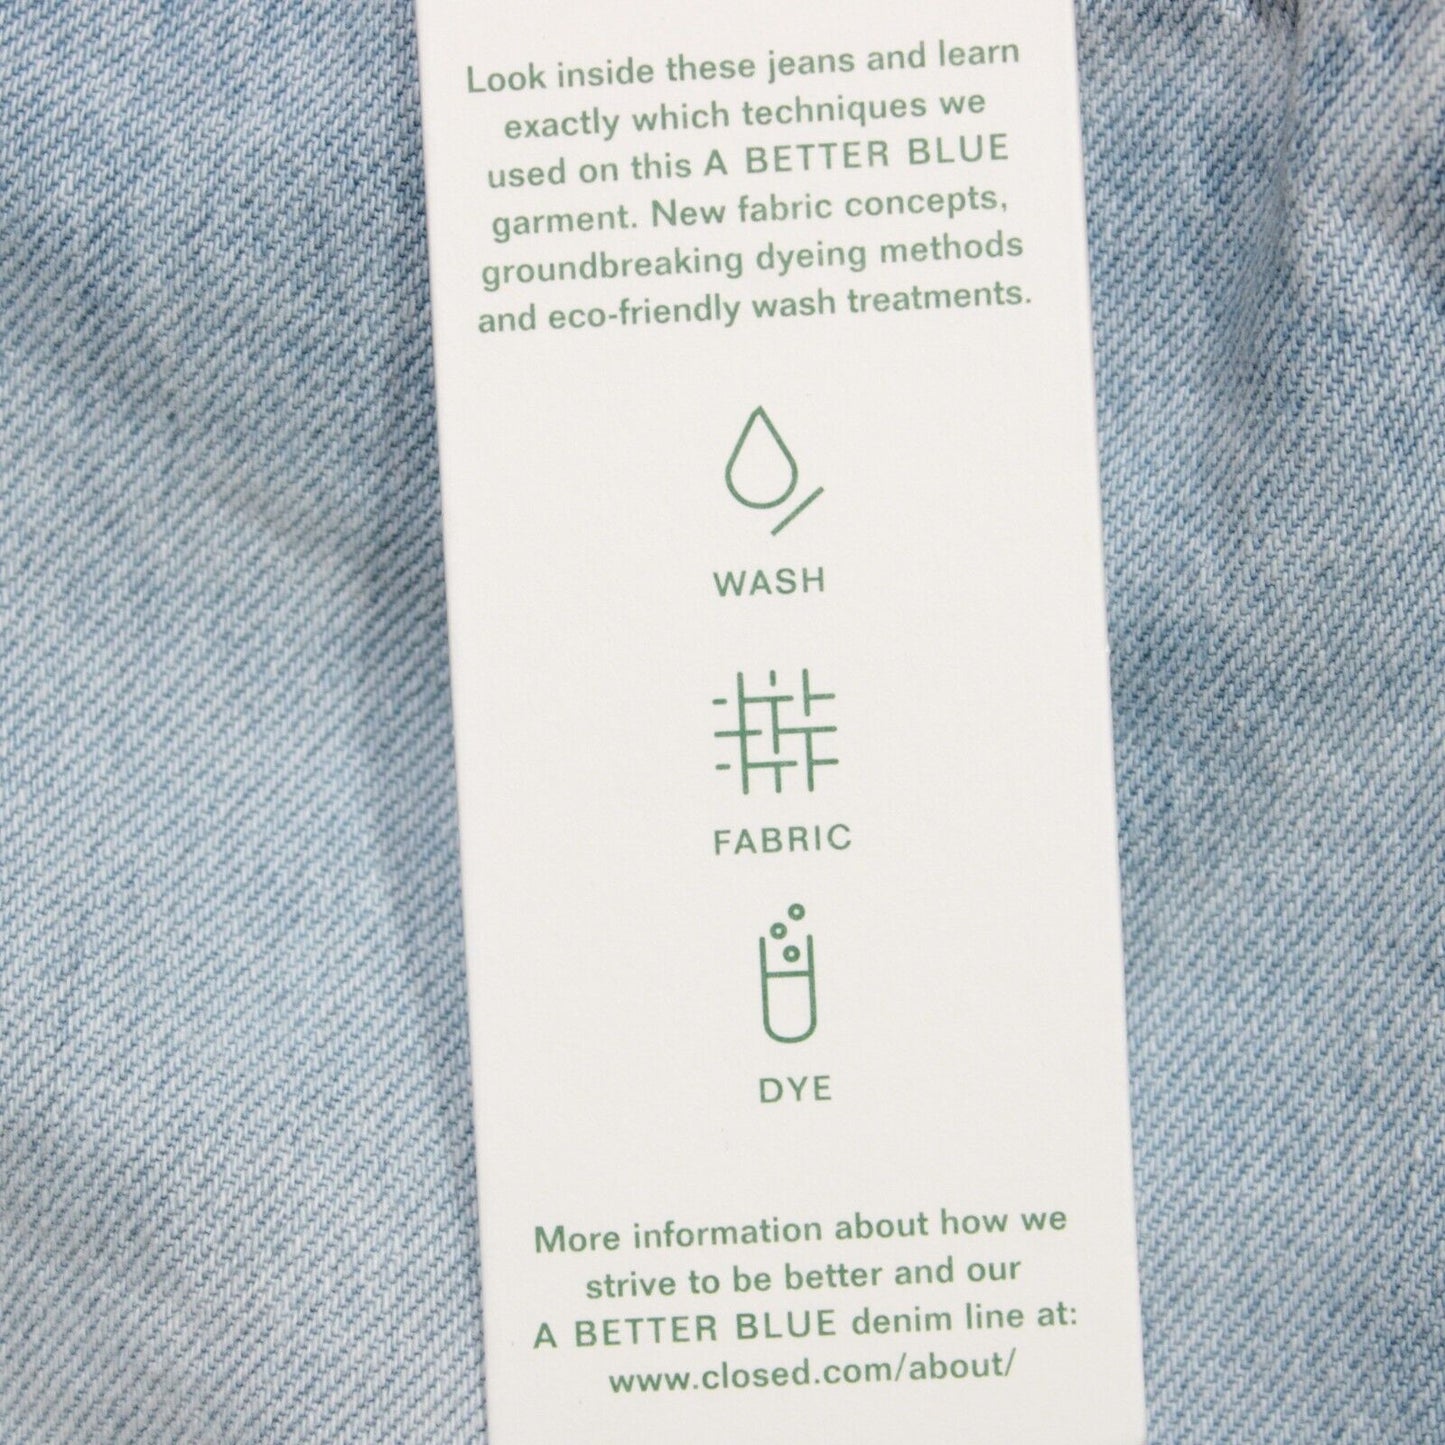 Look inside these jeans and learn
exactly which techniques we
used on this A BETTER BLUE
garment. New fabric concepts,
groundbreaking dyeing methods
and eco-friendly wash treatments.
WASH
FABRIC
DYE
More information about how we
strive to be better and our
A BETTER BLUE denim line at:
www.closed.com/about/